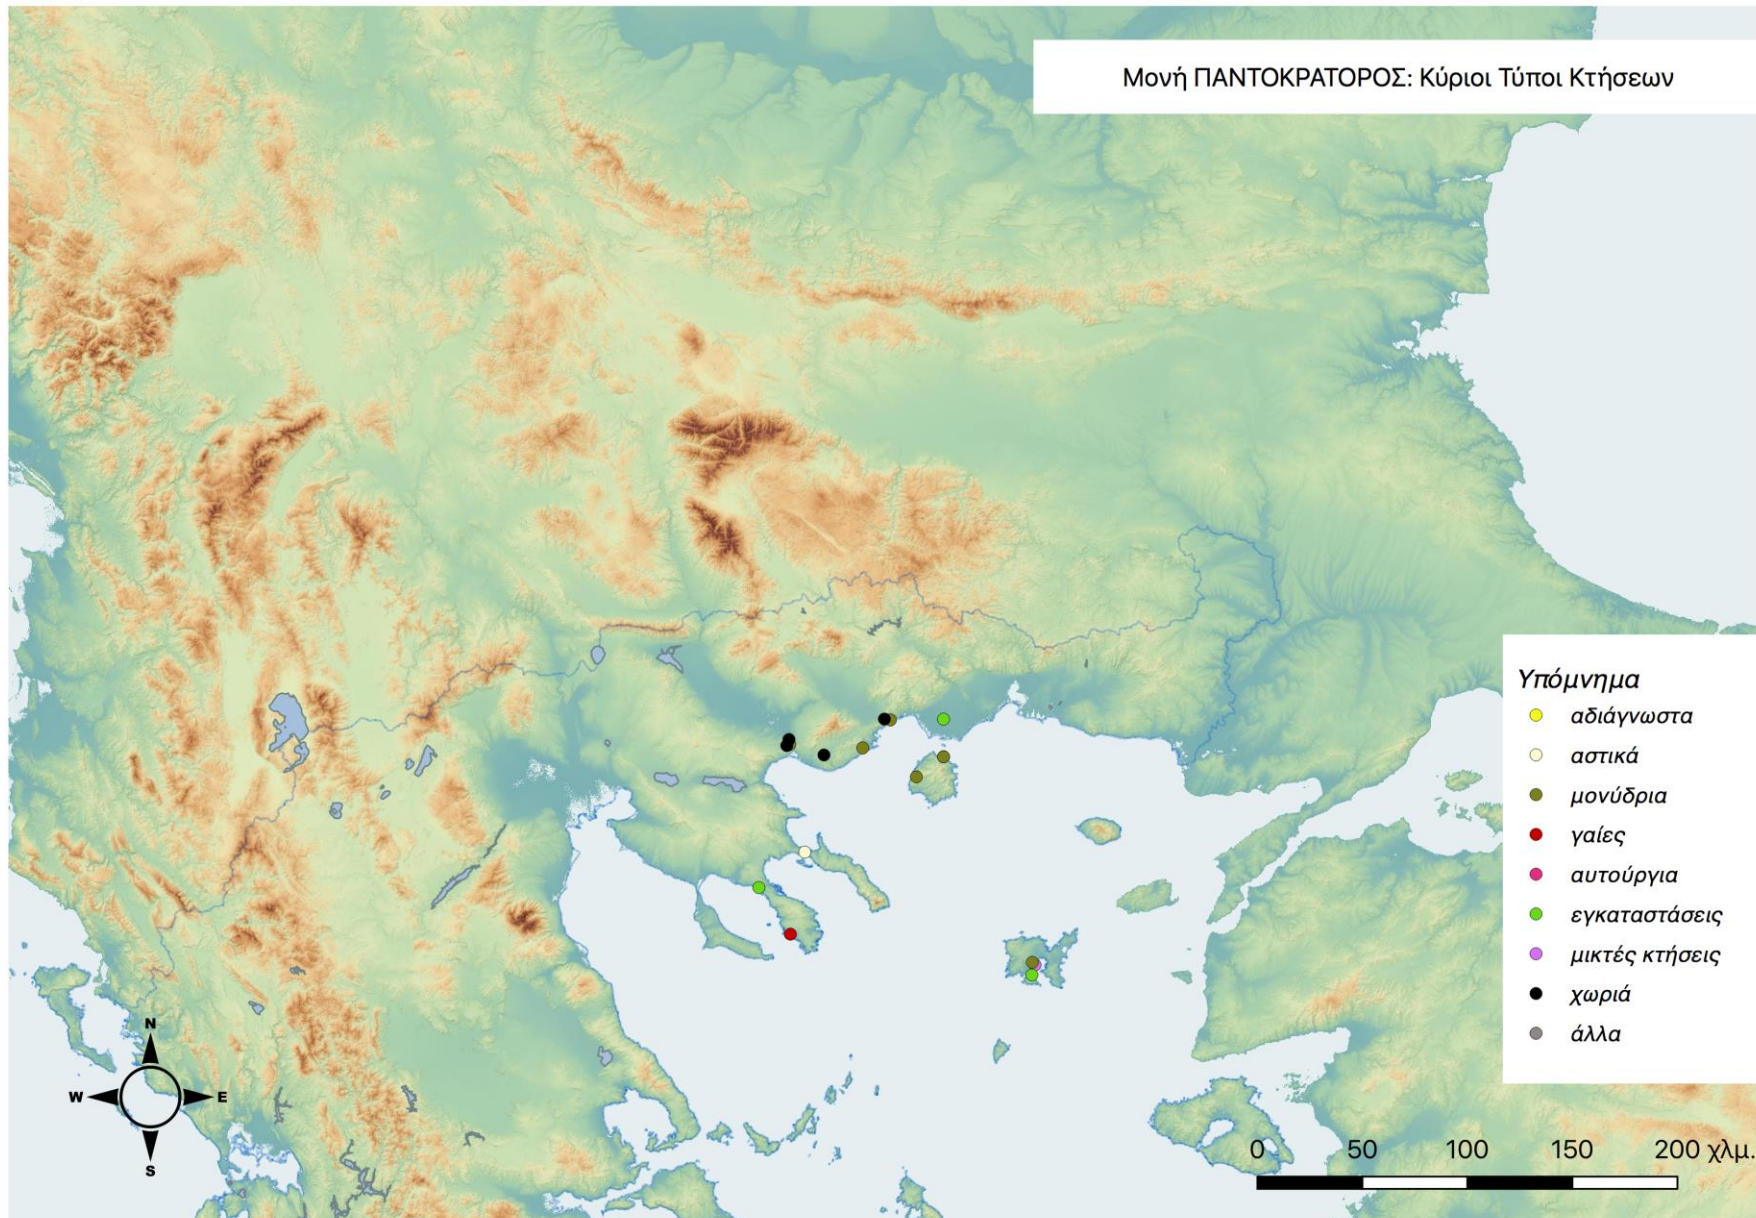 Μονή ΠΑΝΤΟΚΡΑΤΟΡΟΣ: Κύριοι Τύποι Κτήσεων
Υπόμνημα
αδιάγνωστα
αστικά
μονύδρια
γαίες
αυτούργια
εγκαταστάσεις
μικτές κτήσεις
χωριά
άλλα
N
W E
S
0 50 100 150 200 χλμ.